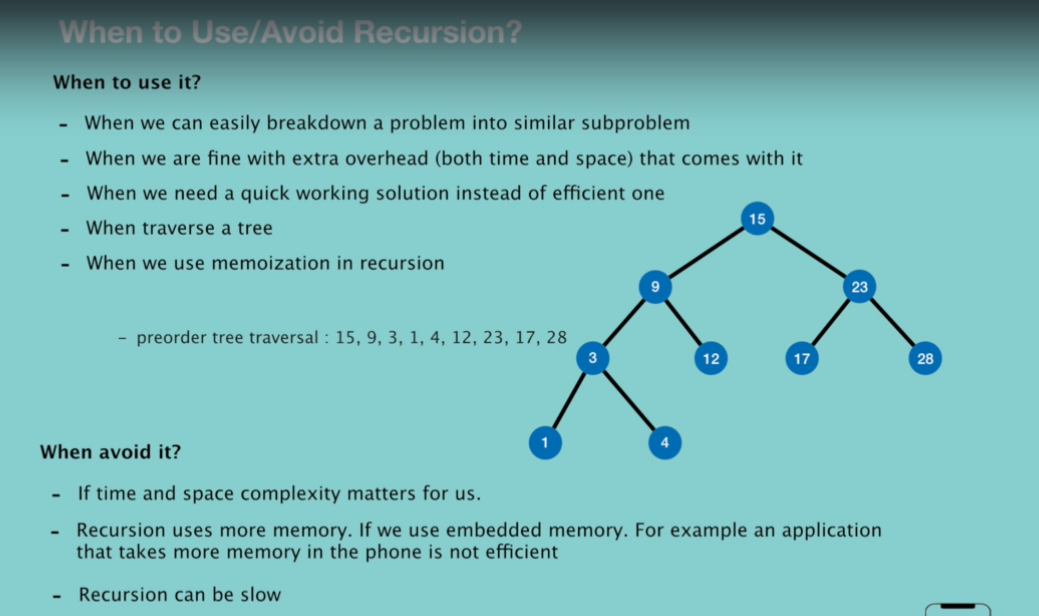 When to Use/Avoid Recursion?
When to use it?
- When we can easily breakdown a problem into similar subproblem
- When we are fine with extra overhead (both time and space) that comes with it
- When we need a quick working solution instead of efficient one
- When traverse a tree
- When we use memoization in recursion
- preorder tree traversal : 15, 9, 3, 1, 4, 12, 23, 17, 28
15
9
23
3
12
17
28
1
4
When avoid it?
- If time and space complexity matters for us.
- Recursion uses more memory. If we use embedded memory. For example an application
that takes more memory in the phone is not efficient
- Recursion can be slow